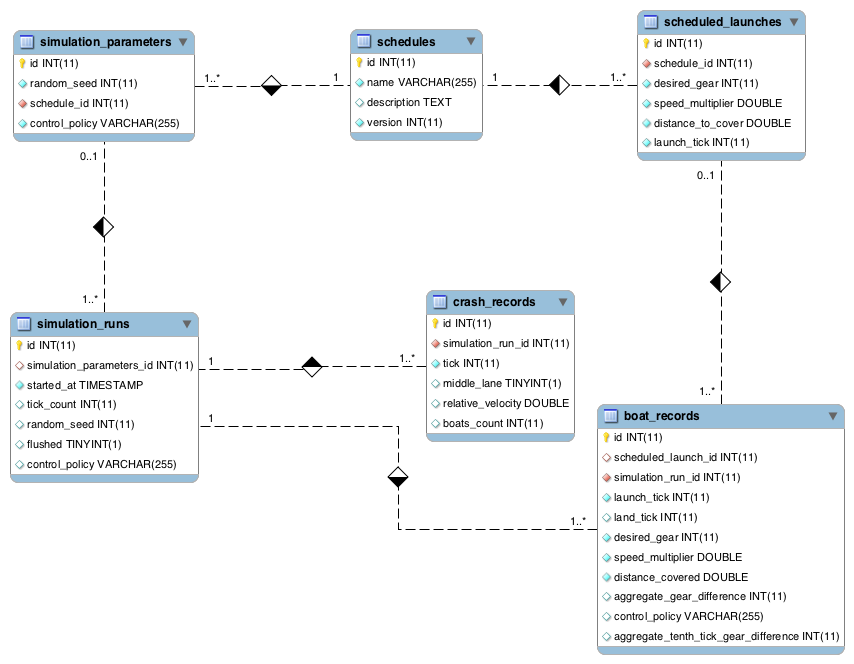 simulation_parameters
id INT(11)
random_seed INT(11)
schedule_id INT(11)
control_policy VARCHAR(255)
1..*
1
schedules
id INT(11)
name VARCHAR(255)
description TEXT
version INT(11)
1
1..*
scheduled_launches
id INT(11)
schedule_id INT(11)
desired_gear INT(11)
speed_multiplier DOUBLE
distance_to_cover DOUBLE
launch_tick INT(11)
0..1
1..*
0..1
1..*
simulation_runs
id INT(11)
simulation_parameters_id INT(11)
started_at TIMESTAMP
tick_count INT(11)
random_seed INT(11)
flushed TINYINT(1)
control_policy VARCHAR(255)
1
1..*
1
1..*
crash_records
id INT(11)
simulation_run_id INT(11)
tick INT(11)
middle_lane TINYINT(1)
relative_velocity DOUBLE
boats_count INT(11)
boat_records
id INT(11)
scheduled_launch_id INT(11)
simulation_run_id INT(11)
launch_tick INT(11)
land_tick INT(11)
desired_gear INT(11)
speed_multiplier DOUBLE
distance_covered DOUBLE
aggregate_gear_difference INT(11)
control_policy VARCHAR(255)
aggregate_tenth_tick_gear_difference INT(11)